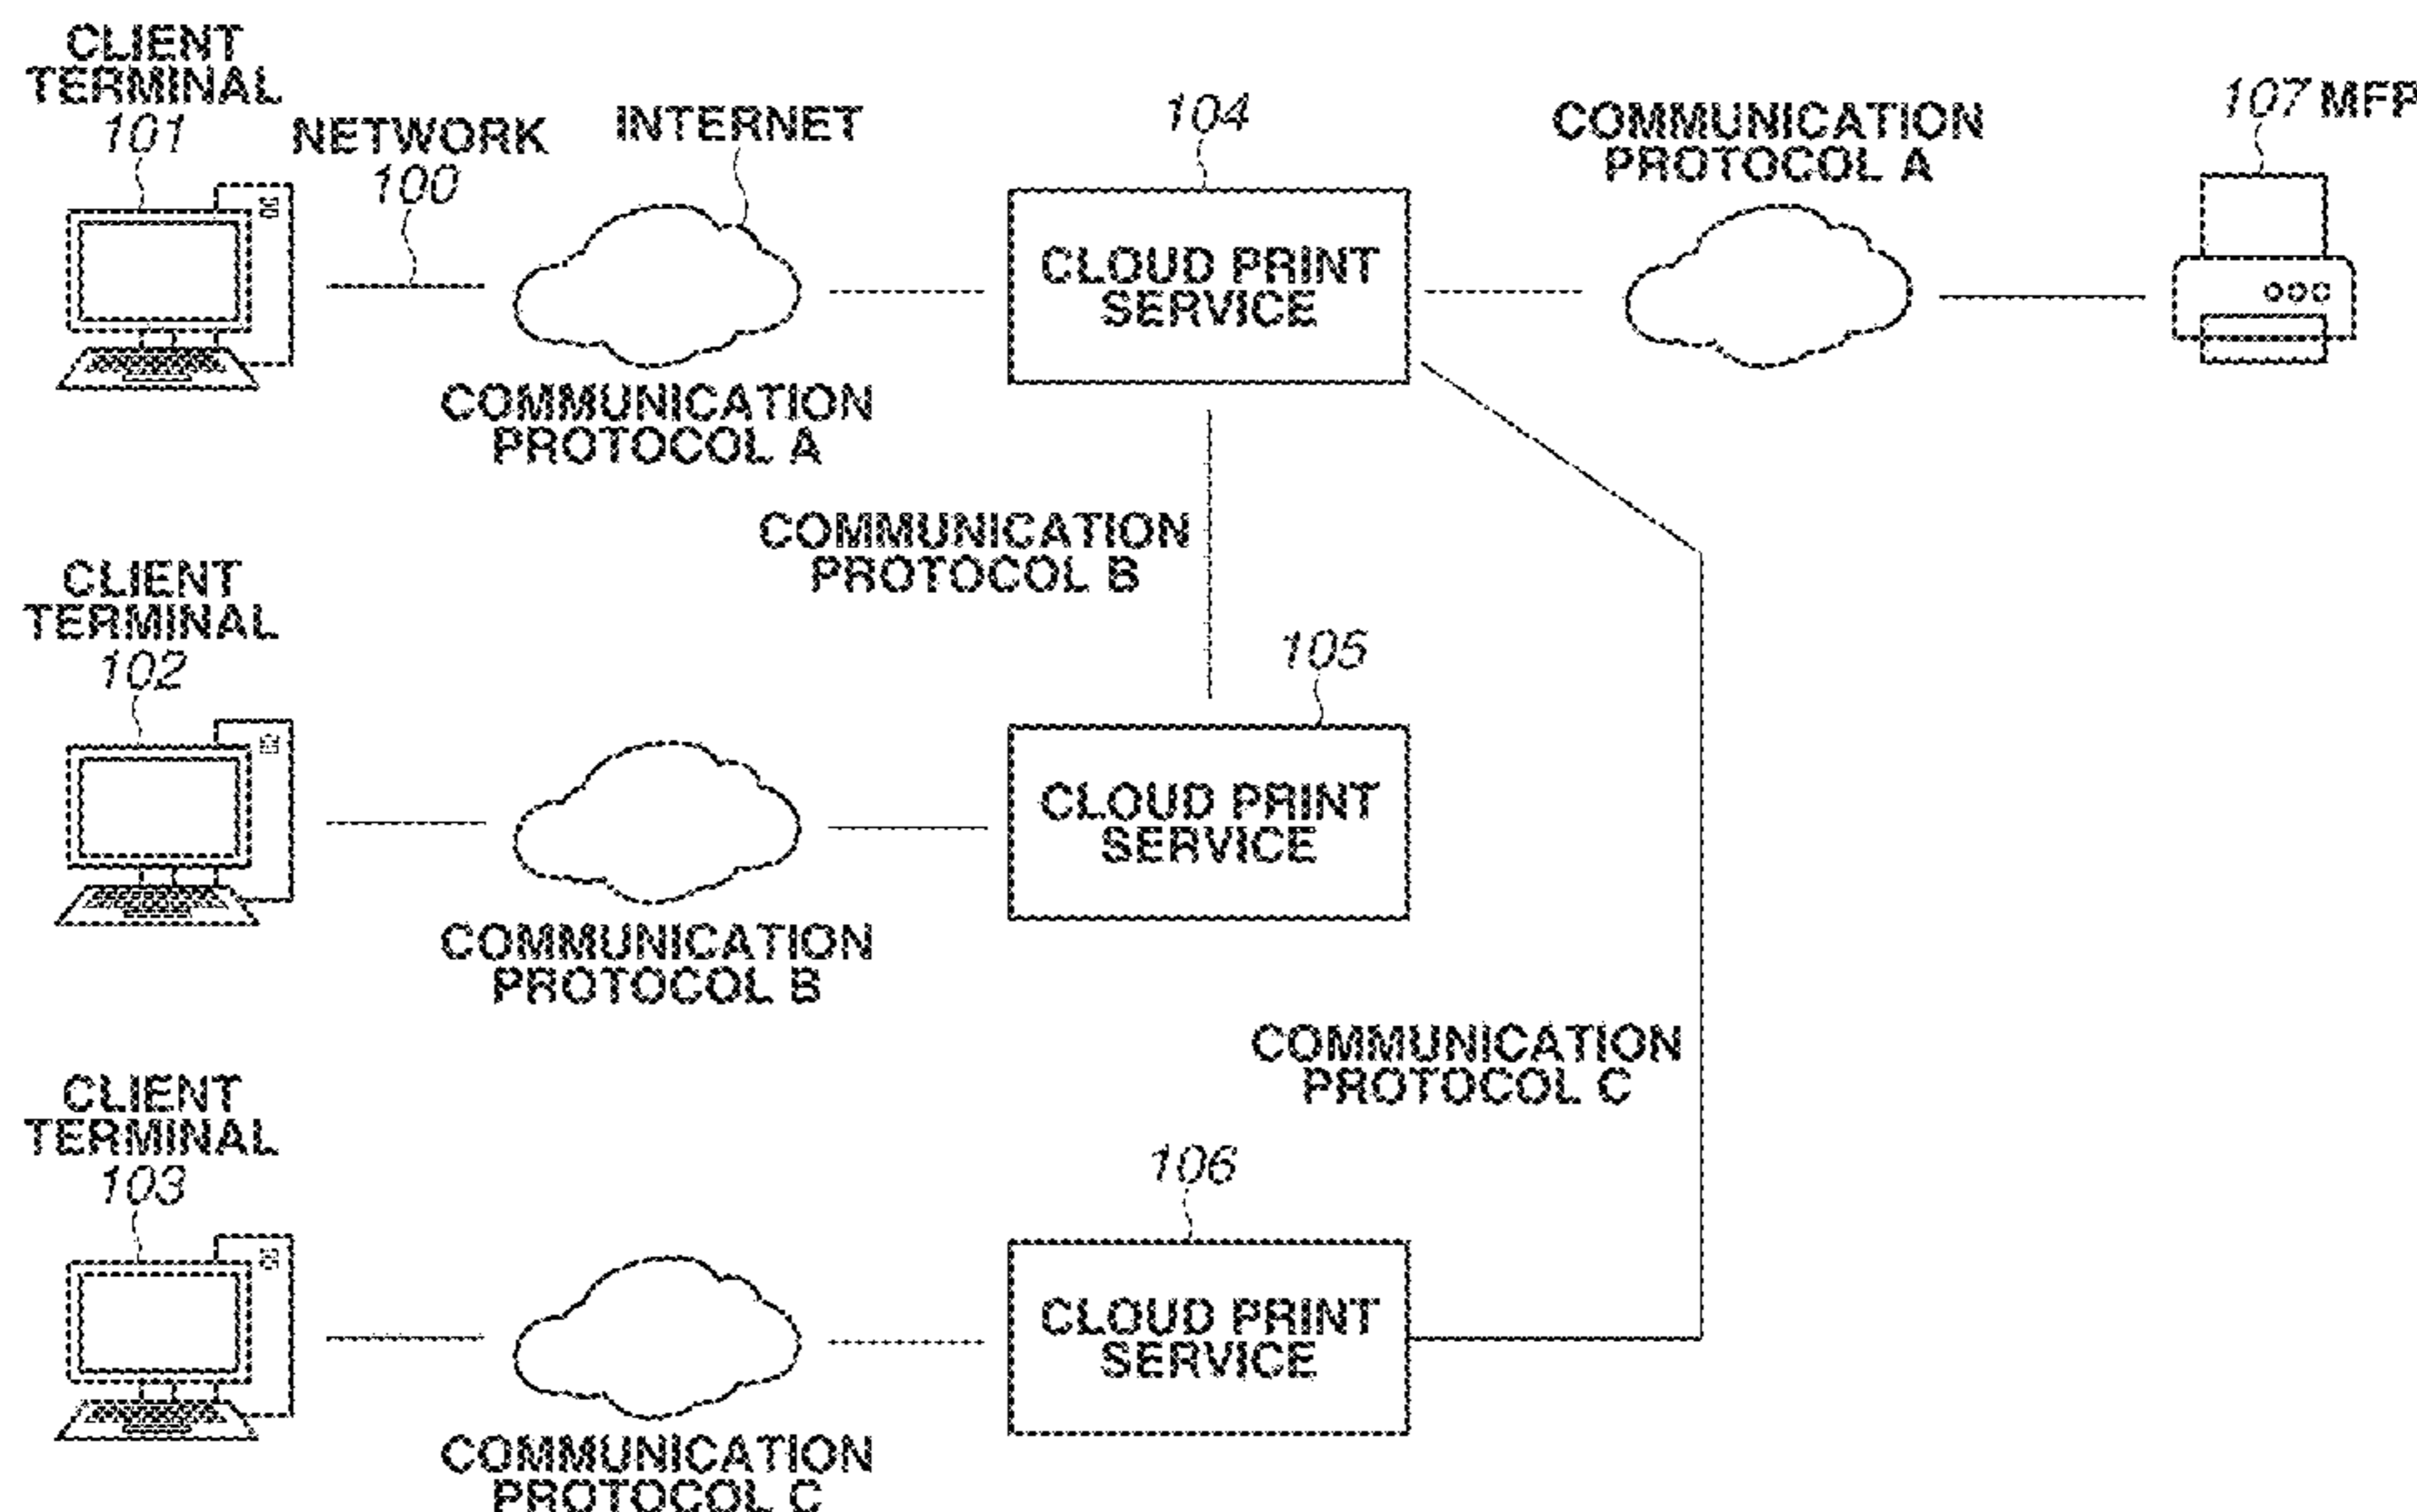 CLIENT
TERMINAL
101
NETWORK
100
INTERNET
104
COMMUNICATION
PROTOCOL A
107 MFP
CLOUD PRINT
SERVICE
COMMUNICATION
PROTOCOL A
COMMUNICATION
PROTOCOL B
CLIENT
TERMINAL
102
105
CLOUD PRINT
SERVICE
COMMUNICATION
PROTOCOL B
COMMUNICATION
PROTOCOL C
CLIENT
TERMINAL
103
106
CLOUD PRINT
SERVICE
COMMUNICATION
PROTOCOL C